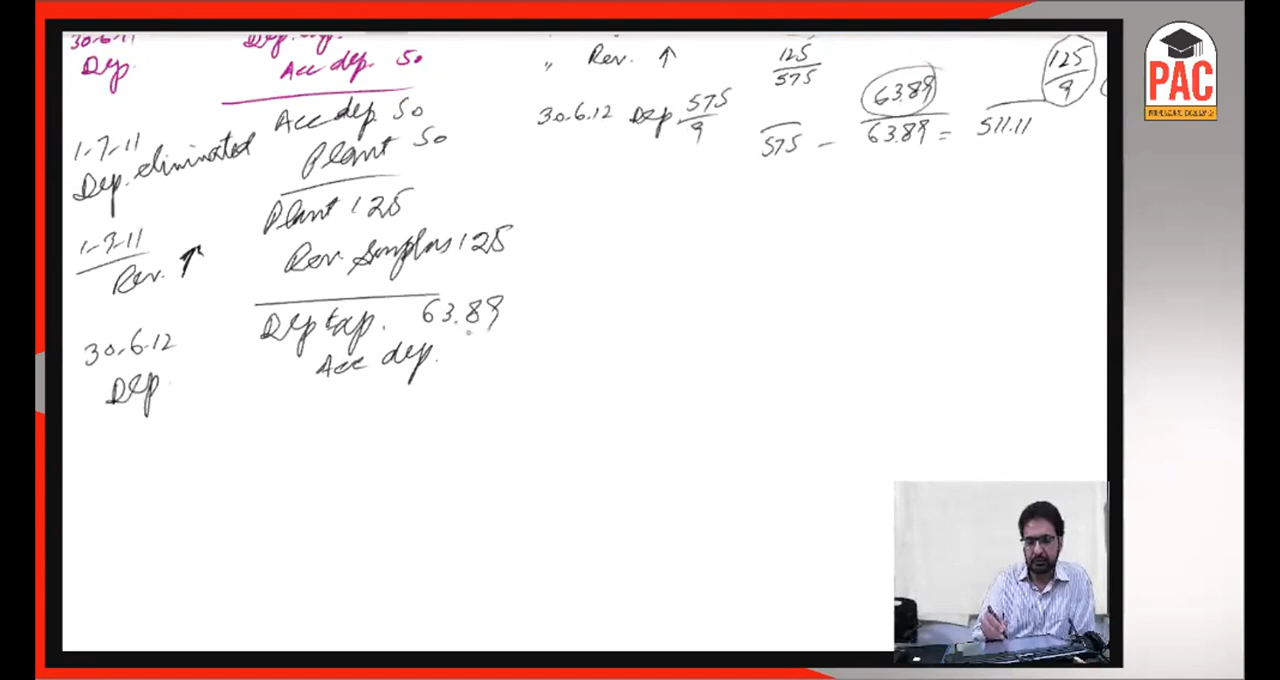 30.6.11
Dep.
Acc dep. 50
Acc dep 50
1-7-11
Dep. eliminated
Plant 50
Plant 125
1-7-11
Rev. ↑
Rev. Surplus 125
30.6.12
Dep.
Dep exp. 63.89
Acc dep.
" Rev. ↑
125
575
30.6.12 Dep 575/9
575 - 63.89 = 511.11
63.89
125/9
PAC